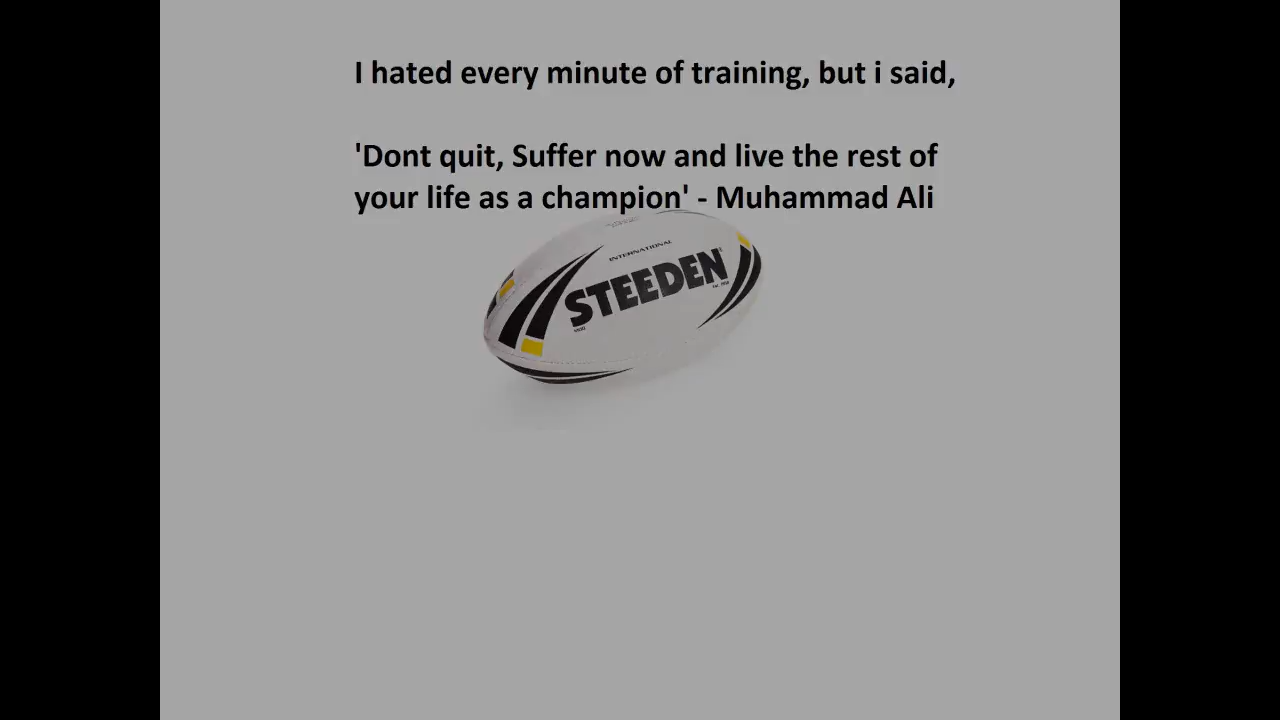 I hated every minute of training, but i said,
'Dont quit, Suffer now and live the rest of
your life as a champion' - Muhammad Ali
INTERNATIONAL
STEEDEN